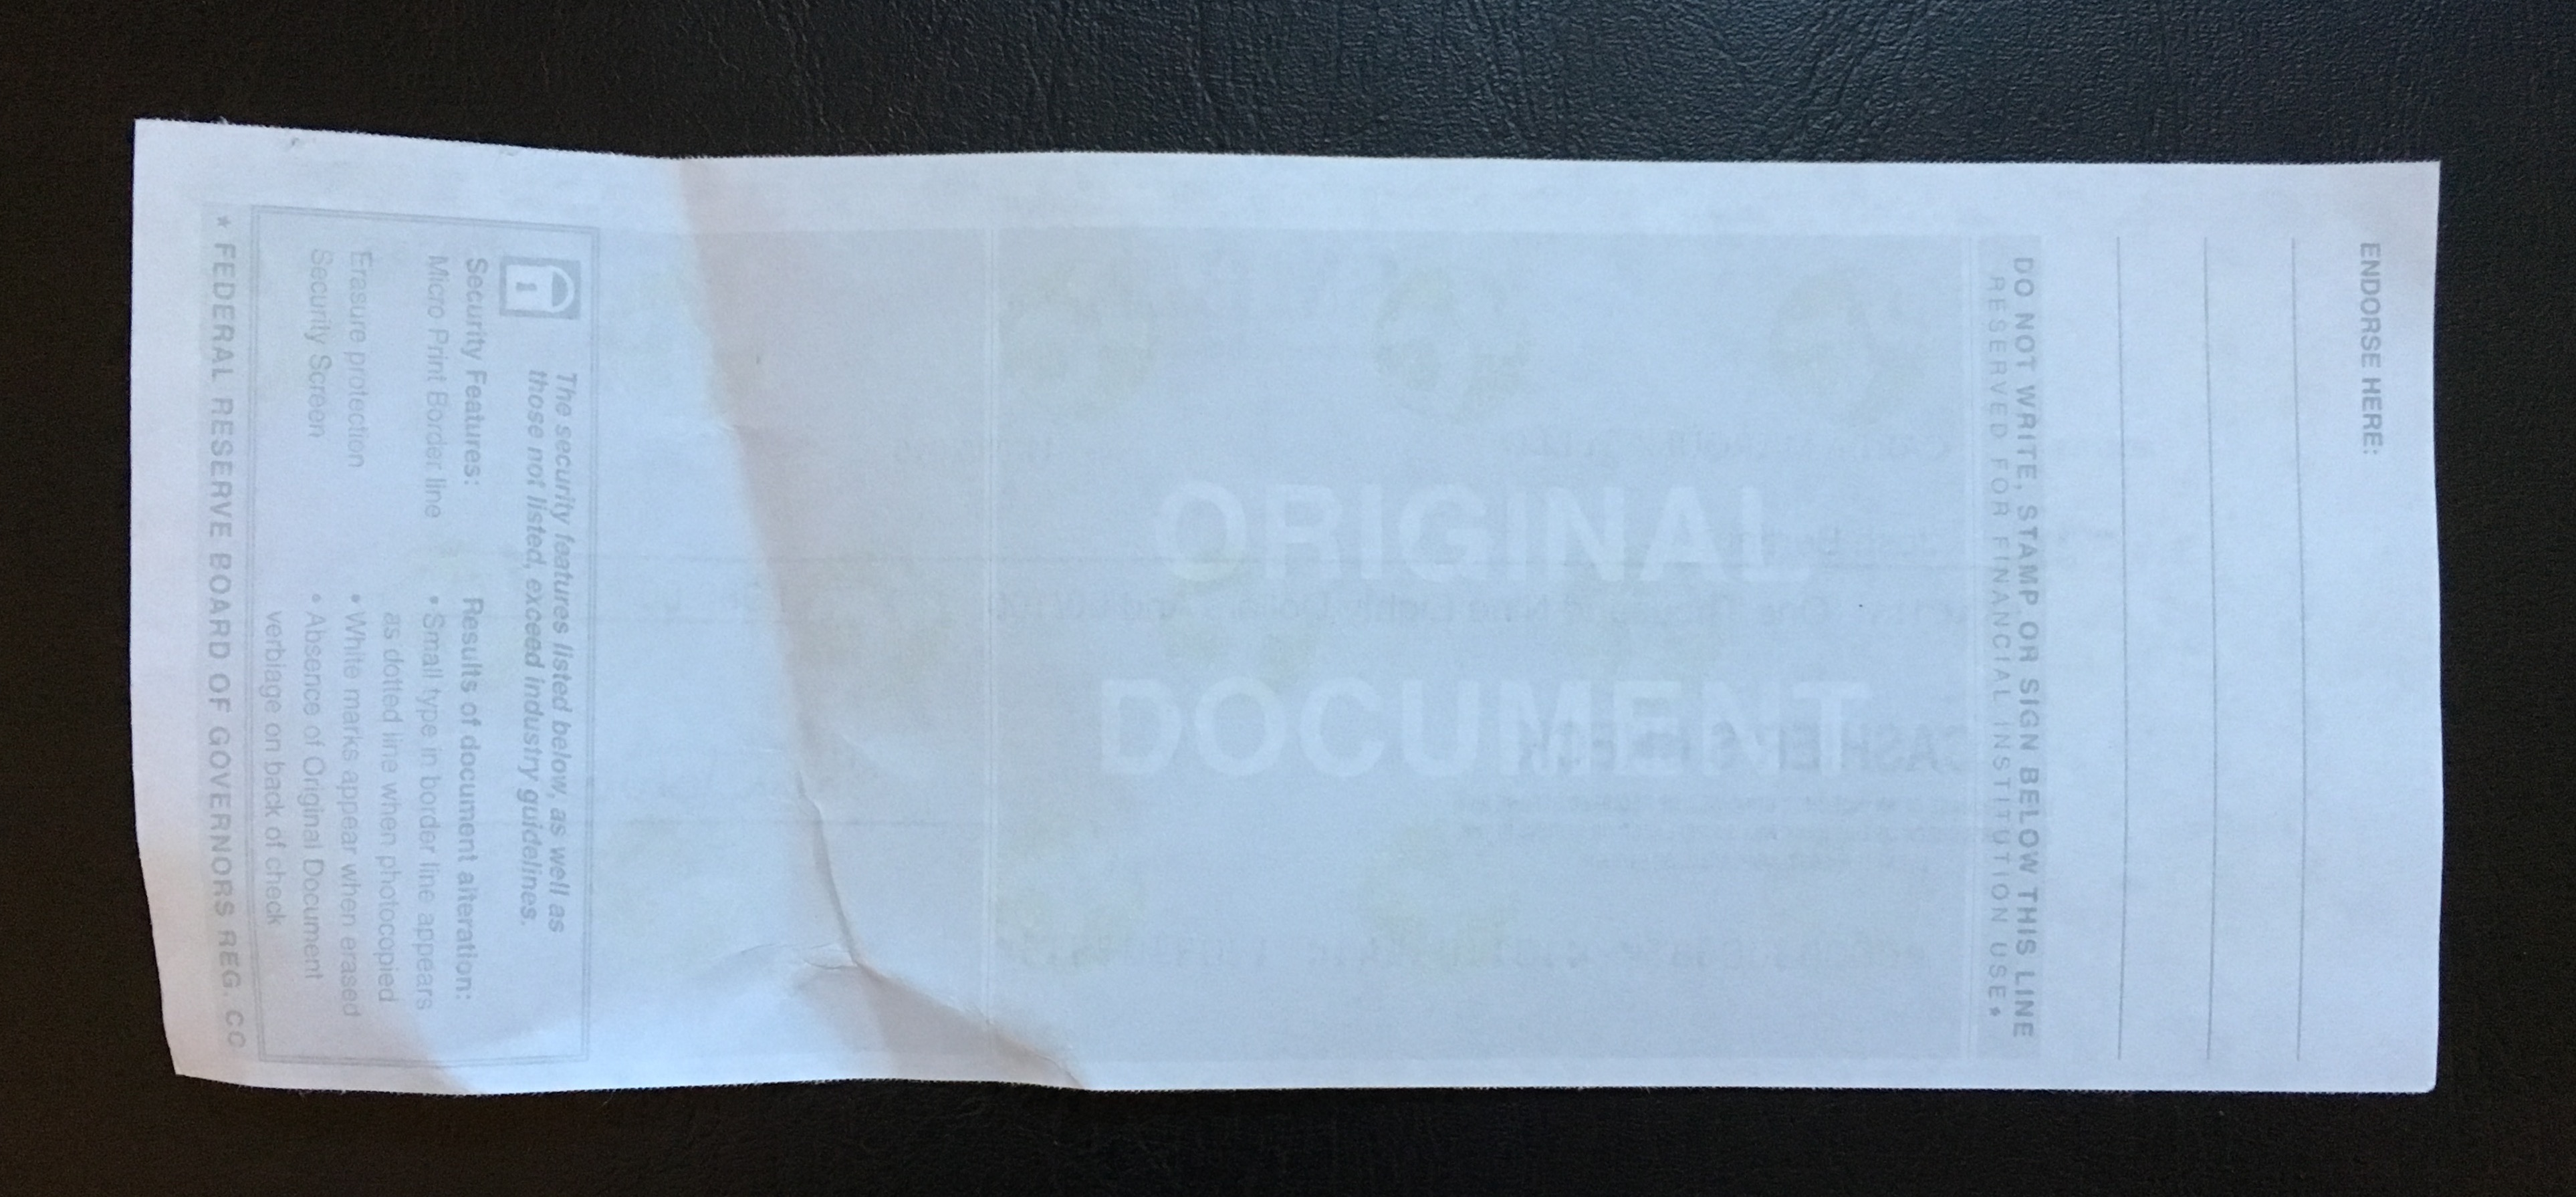 ENDORSE HERE:
DO NOT WRITE, STAMP OR SIGN BELOW THIS LINE
RESERVED FOR FINANCIAL INSTITUTION USE*
ORIGINAL
DOCUMENT
The security features listed below, as well as
those not listed, exceed industry guidelines.
Security Features:
Results of document alteration:
Micro Print Border line
• Small type in border line appears
as dotted line when photocopied
Erasure protection
• White marks appear when erased
Security Screen
• Absence of Original Document
verbiage on back of check
* FEDERAL RESERVE BOARD OF GOVERNORS REG. CC